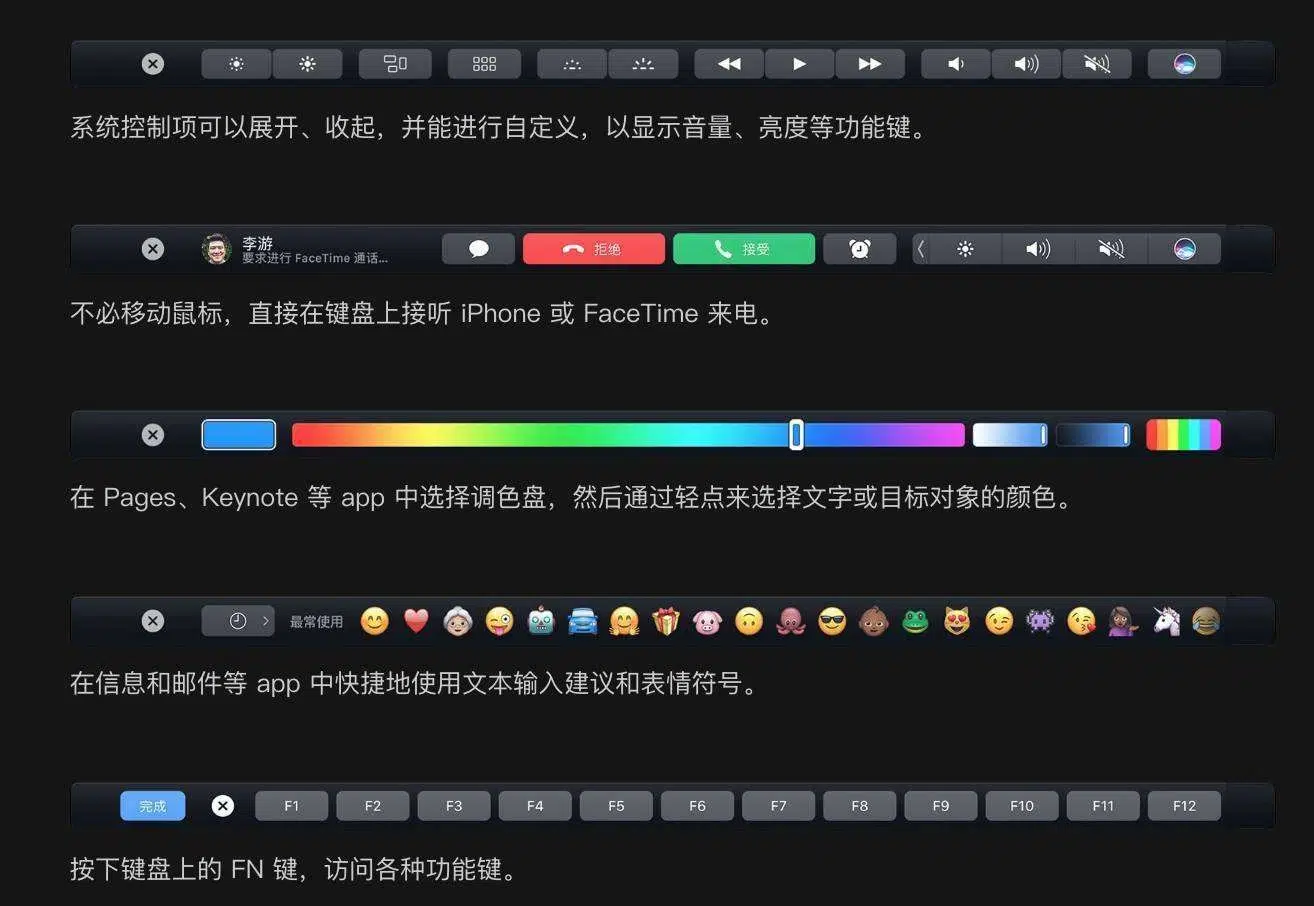 系统控制项可以展开、收起，并能进行自定义，以显示音量、亮度等功能键。
李游
要求进行 FaceTime 通话...
拒绝
接受
不必移动鼠标，直接在键盘上接听 iPhone 或 FaceTime 来电。
在 Pages、Keynote 等 app 中选择调色盘，然后通过轻点来选择文字或目标对象的颜色。
最常使用
在信息和邮件等 app 中快捷地使用文本输入建议和表情符号。
完成 F1 F2 F3 F4 F5 F6 F7 F8 F9 F10 F11 F12
按下键盘上的 FN 键，访问各种功能键。